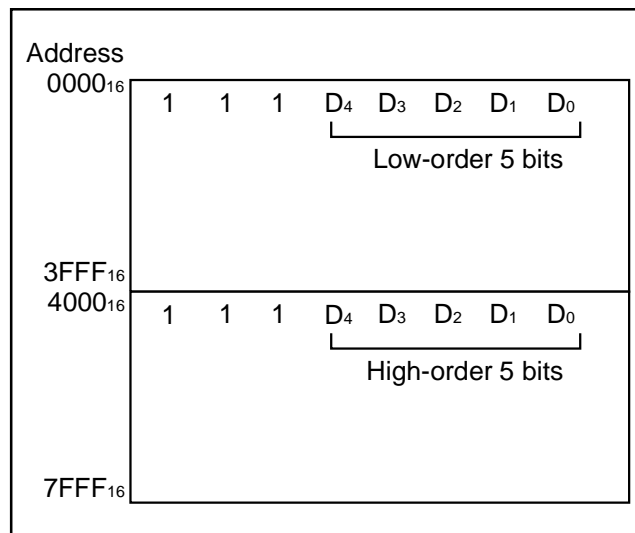 Address
0000₁₆
1 1 1 D₄ D₃ D₂ D₁ D₀
Low-order 5 bits
3FFF₁₆
4000₁₆
1 1 1 D₄ D₃ D₂ D₁ D₀
High-order 5 bits
7FFF₁₆